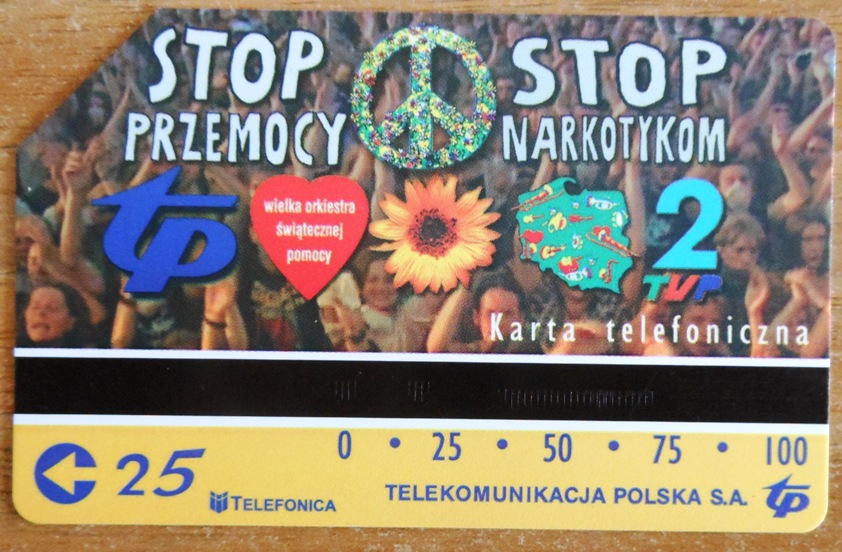 STOP STOP
PRZEMOCY NARKOTYKOM
tp
wielka orkiestra
świątecznej
pomocy
2
TVP
Karta telefoniczna
0 • 25 • 50 • 75 • 100
25
TELEFONICA
TELEKOMUNIKACJA POLSKA S.A. tp